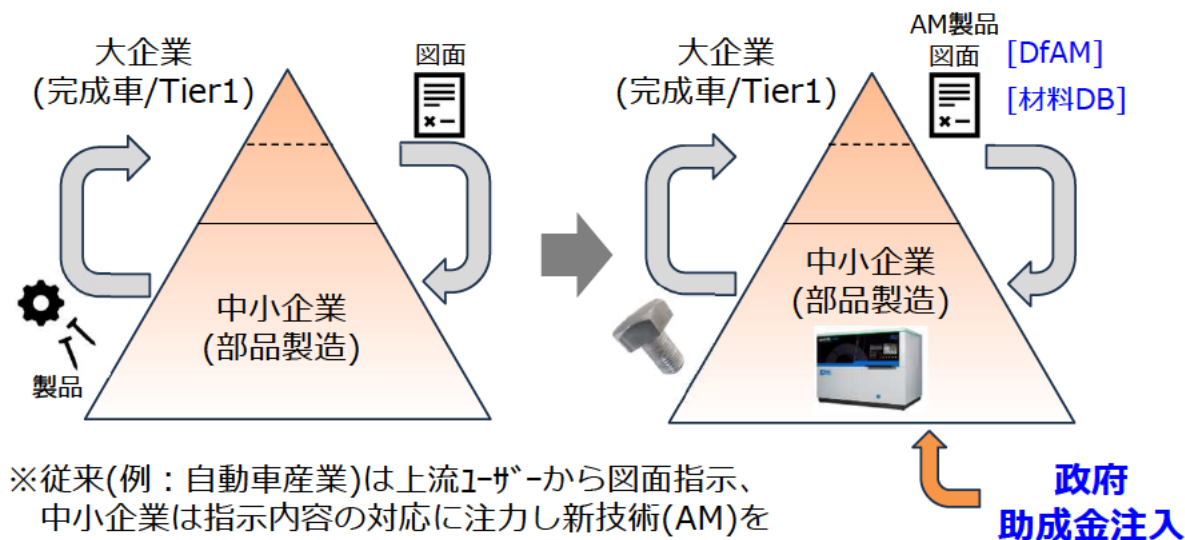 大企業
(完成車/Tier1)
図面
中小企業
(部品製造)
製品
大企業
(完成車/Tier1)
AM製品
図面
[DfAM]
[材料DB]
中小企業
(部品製造)
政府
助成金注入
※従来(例：自動車産業)は上流ﾕｰｻﾞｰから図面指示、
中小企業は指示内容の対応に注力し新技術(AM)を